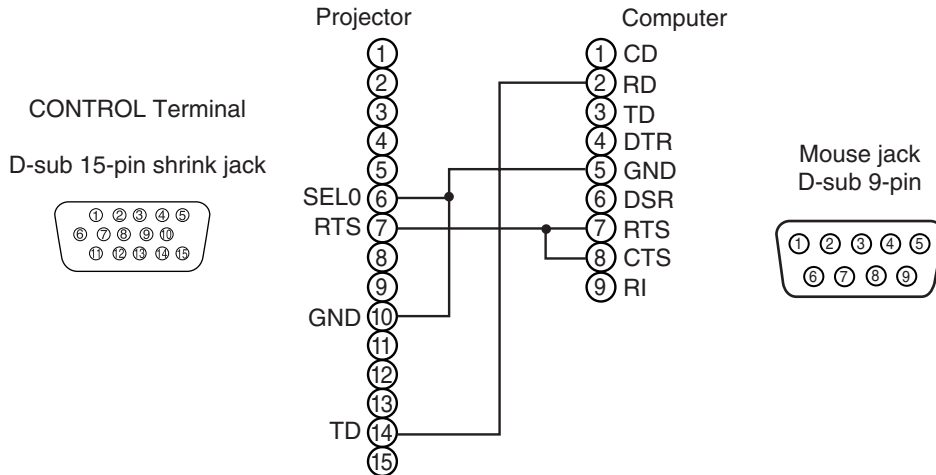 Projector
Computer
CONTROL Terminal
D-sub 15-pin shrink jack
1 2 3 4 5
6 7 8 9 10
11 12 13 14 15
1
2
3
4
5
SEL0 6
RTS 7
8
9
GND 10
11
12
13
TD 14
15
1 CD
2 RD
3 TD
4 DTR
5 GND
6 DSR
7 RTS
8 CTS
9 RI
Mouse jack
D-sub 9-pin
1 2 3 4 5
6 7 8 9